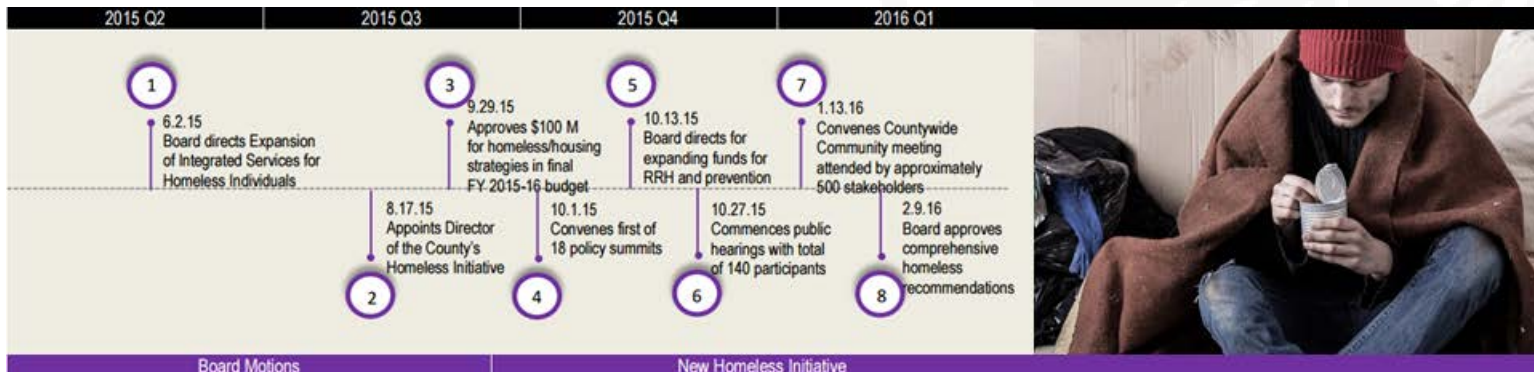 2015 Q2
2015 Q3
2015 Q4
2016 Q1
1
6.2.15
Board directs Expansion
of Integrated Services for
Homeless Individuals
2
8.17.15
Appoints Director
of the County's
Homeless Initiative
3
9.29.15
Approves $100 M
for homeless/housing
strategies in final
FY 2015-16 budget
4
10.1.15
Convenes first of
18 policy summits
5
10.13.15
Board directs for
expanding funds for
RRH and prevention
6
10.27.15
Commences public
hearings with total
of 140 participants
7
1.13.16
Convenes Countywide
Community meeting
attended by approximately
500 stakeholders
8
2.9.16
Board approves
comprehensive
homeless
recommendations
Board Motions
New Homeless Initiative